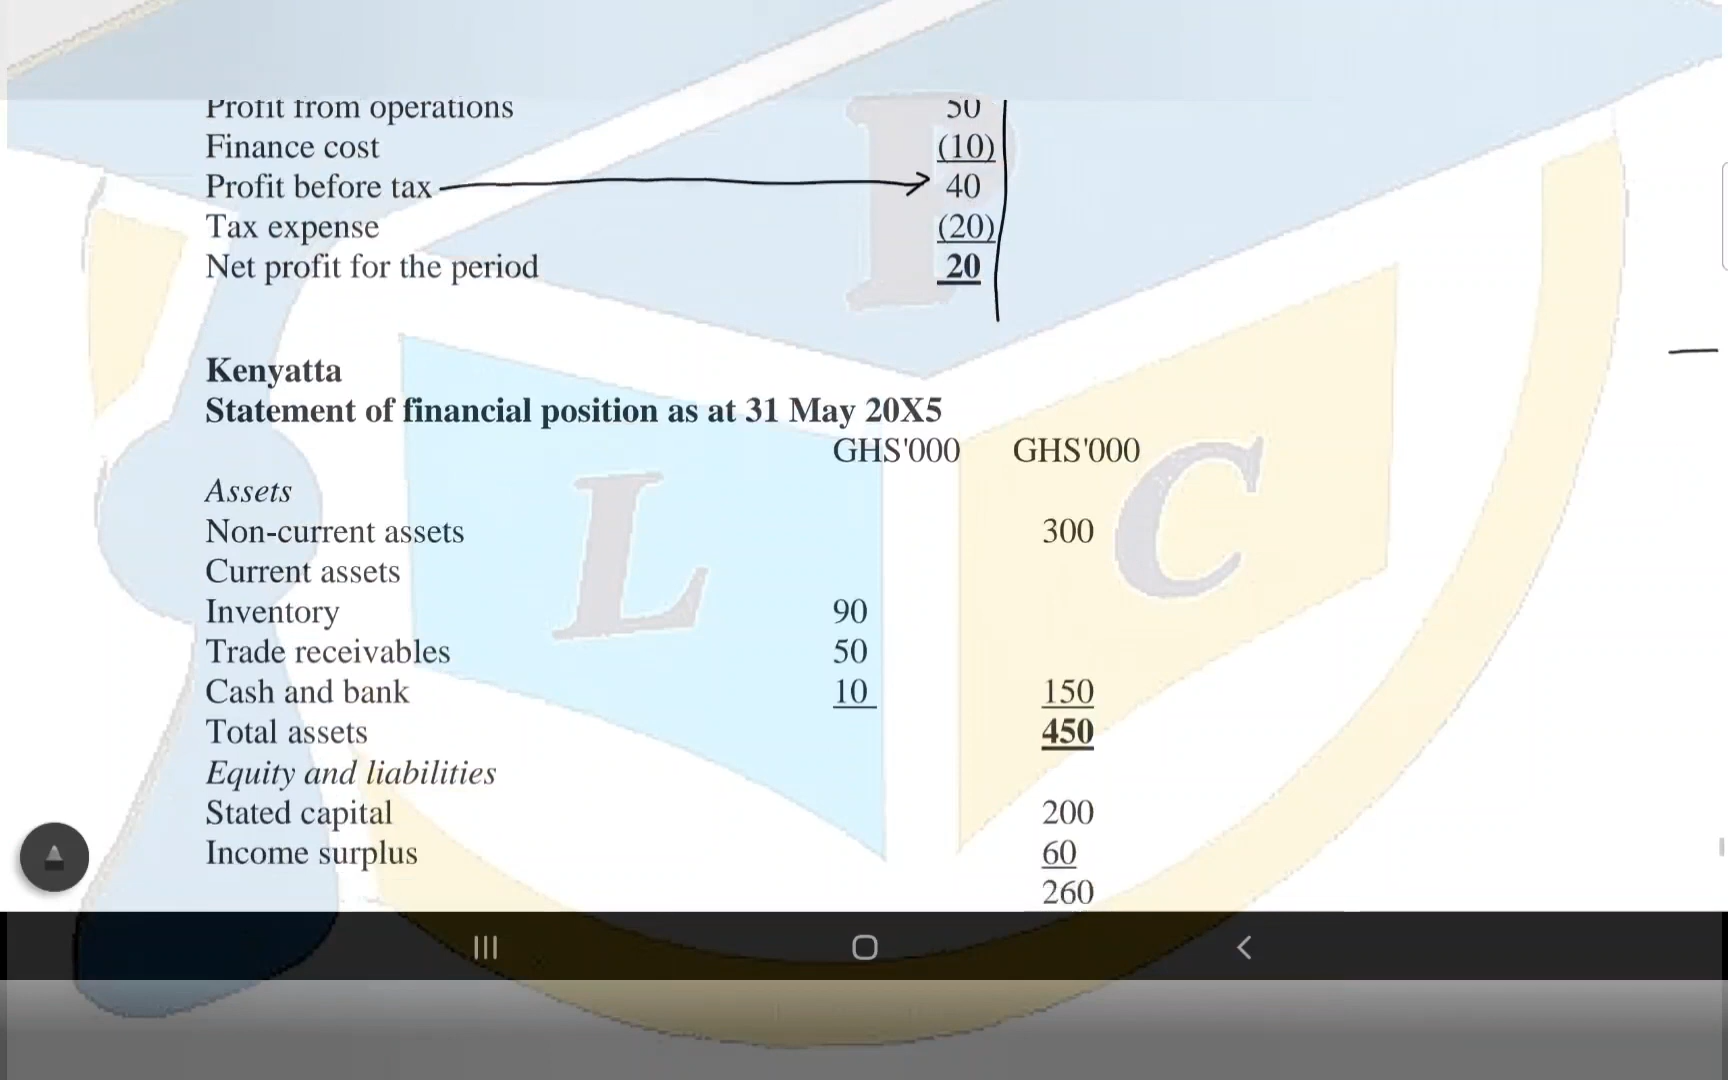 Profit from operations 50
Finance cost (10)
Profit before tax 40
Tax expense (20)
Net profit for the period 20
Kenyatta
Statement of financial position as at 31 May 20X5
GHS'000 GHS'000
Assets
Non-current assets 300
Current assets
Inventory 90
Trade receivables 50
Cash and bank 10 150
Total assets 450
Equity and liabilities
Stated capital 200
Income surplus 60
260
P
L
C